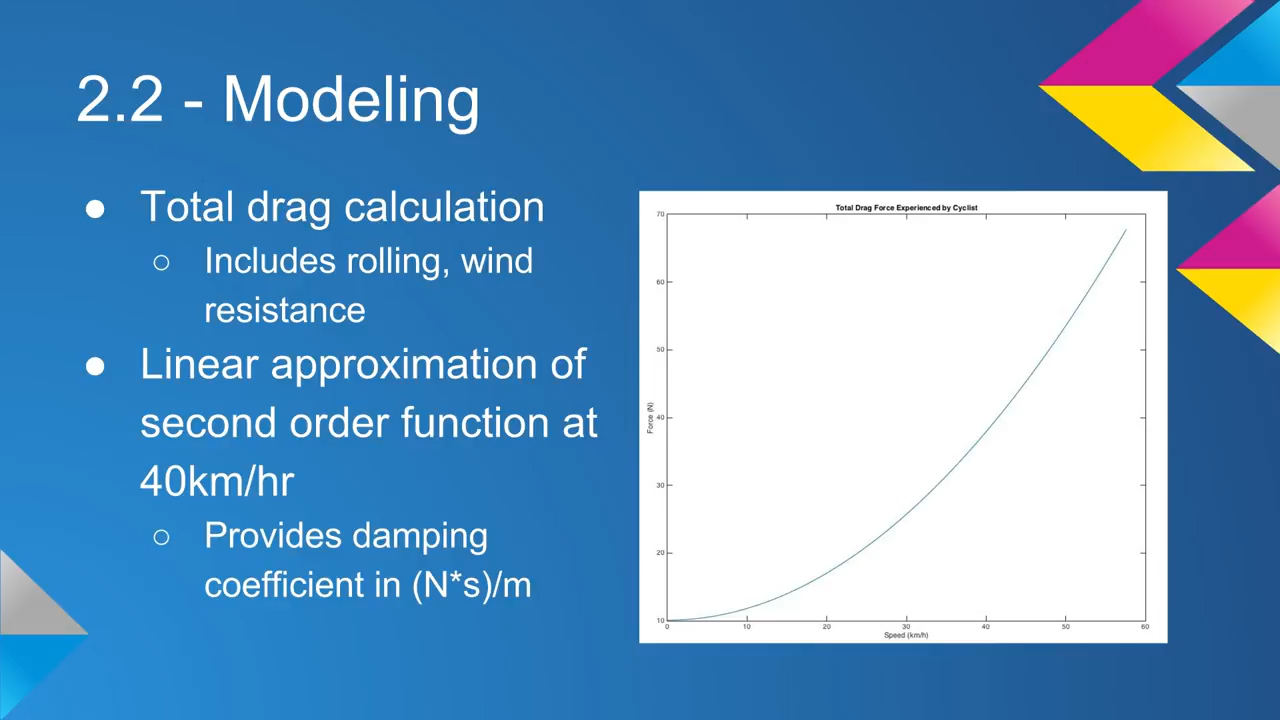 2.2 - Modeling
● Total drag calculation
○ Includes rolling, wind
resistance
● Linear approximation of
second order function at
40km/hr
○ Provides damping
coefficient in (N*s)/m
Total Drag Force Experienced by Cyclist
70
60
50
40
30
20
10
Force (N)
0 10 20 30 40 50 60
Speed (km/h)